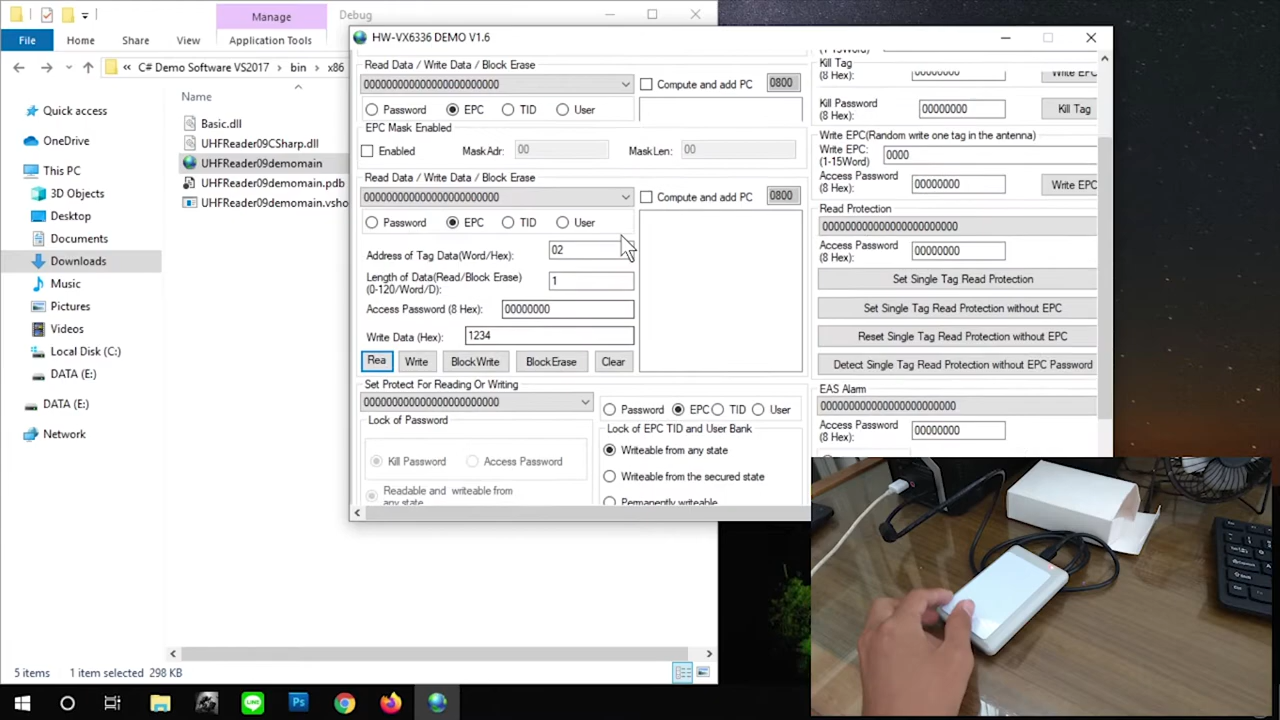 Manage
Debug
File
Home
Share
View
Application Tools
« C# Demo Software VS2017 › bin › x86
Quick access
OneDrive
This PC
3D Objects
Desktop
Documents
Downloads
Music
Pictures
Videos
Local Disk (C:)
DATA (E:)
DATA (E:)
Network
Name
Basic.dll
UHFReader09CSharp.dll
UHFReader09demomain
UHFReader09demomain.pdb
UHFReader09demomain.vsho
5 items
1 item selected 298 KB
HW-VX6336 DEMO V1.6
Read Data / Write Data / Block Erase
000000000000000000000000
Compute and add PC
0800
Password
EPC
TID
User
EPC Mask Enabled
Enabled
MaskAdr:
00
MaskLen:
00
Read Data / Write Data / Block Erase
000000000000000000000000
Compute and add PC
0800
Password
EPC
TID
User
Address of Tag Data(Word/Hex):
02
Length of Data(Read/Block Erase)
(0-120/Word/D):
1
Access Password (8 Hex):
00000000
Write Data (Hex):
1234
Rea
Write
BlockWrite
BlockErase
Clear
Set Protect For Reading Or Writing
000000000000000000000000
Password
EPC
TID
User
Lock of Password
Kill Password
Access Password
Readable and writeable from
any state
Lock of EPC TID and User Bank
Writeable from any state
Writeable from the secured state
Permanently writeable
(1-15Word)
Kill Tag
(8 Hex):
00000000
Write EPC
Kill Password
(8 Hex):
00000000
Kill Tag
Write EPC(Random write one tag in the antenna)
Write EPC:
(1-15Word)
0000
Access Password
(8 Hex):
00000000
Write EPC
Read Protection
000000000000000000000000
Access Password
(8 Hex):
00000000
Set Single Tag Read Protection
Set Single Tag Read Protection without EPC
Reset Single Tag Read Protection without EPC
Detect Single Tag Read Protection without EPC Password
EAS Alarm
000000000000000000000000
Access Password
(8 Hex):
00000000